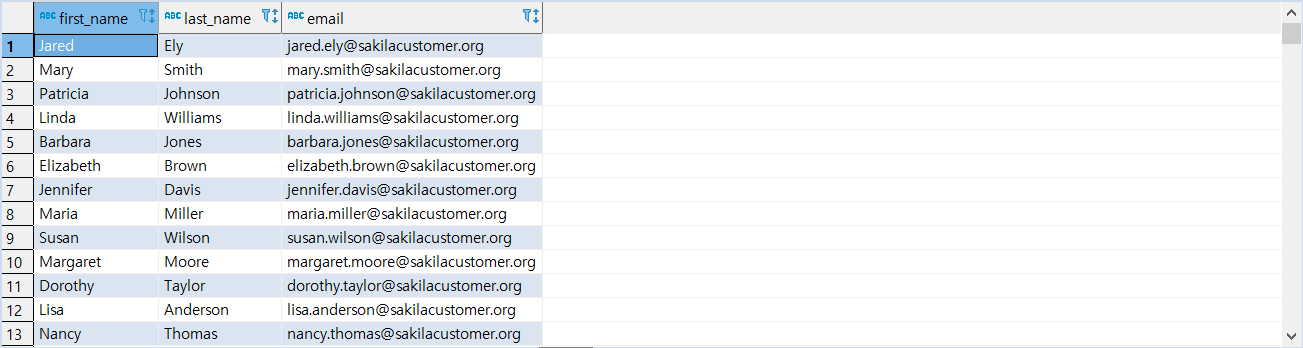 ABC first_name ABC last_name ABC email
1 Jared Ely jared.ely@sakilacustomer.org
2 Mary Smith mary.smith@sakilacustomer.org
3 Patricia Johnson patricia.johnson@sakilacustomer.org
4 Linda Williams linda.williams@sakilacustomer.org
5 Barbara Jones barbara.jones@sakilacustomer.org
6 Elizabeth Brown elizabeth.brown@sakilacustomer.org
7 Jennifer Davis jennifer.davis@sakilacustomer.org
8 Maria Miller maria.miller@sakilacustomer.org
9 Susan Wilson susan.wilson@sakilacustomer.org
10 Margaret Moore margaret.moore@sakilacustomer.org
11 Dorothy Taylor dorothy.taylor@sakilacustomer.org
12 Lisa Anderson lisa.anderson@sakilacustomer.org
13 Nancy Thomas nancy.thomas@sakilacustomer.org